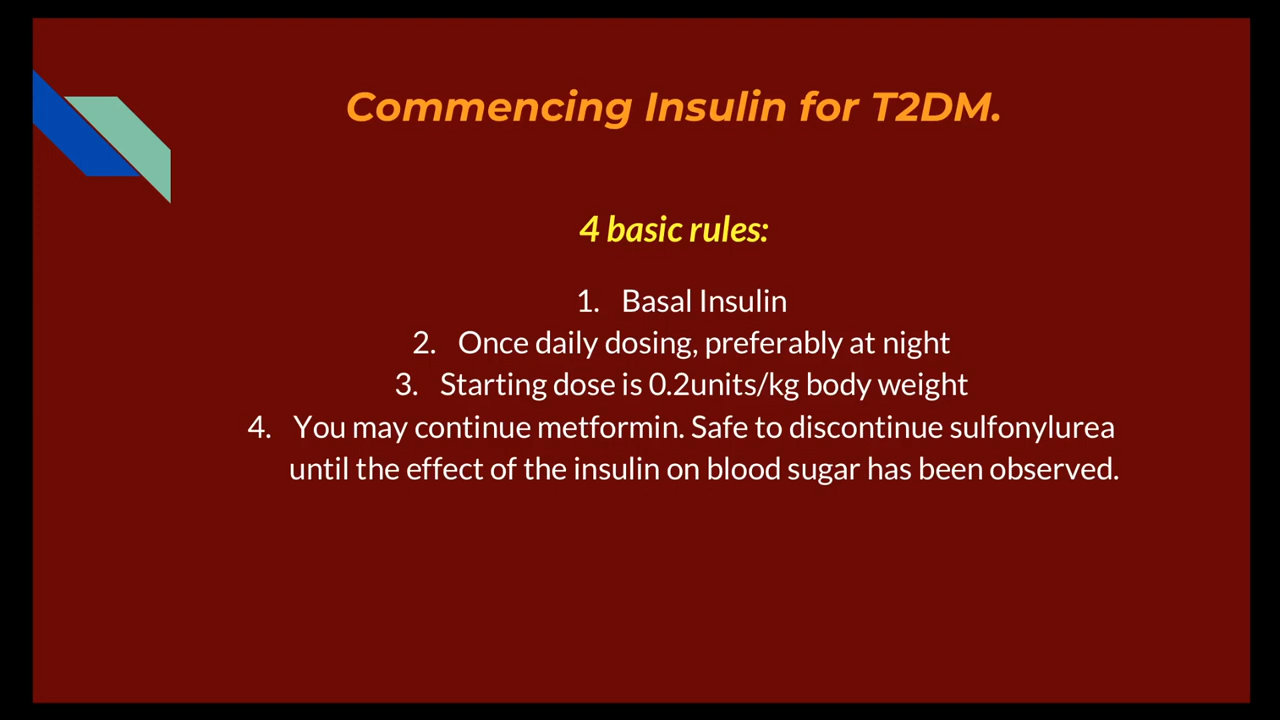 Commencing Insulin for T2DM.
4 basic rules:
1. Basal Insulin
2. Once daily dosing, preferably at night
3. Starting dose is 0.2units/kg body weight
4. You may continue metformin. Safe to discontinue sulfonylurea
until the effect of the insulin on blood sugar has been observed.